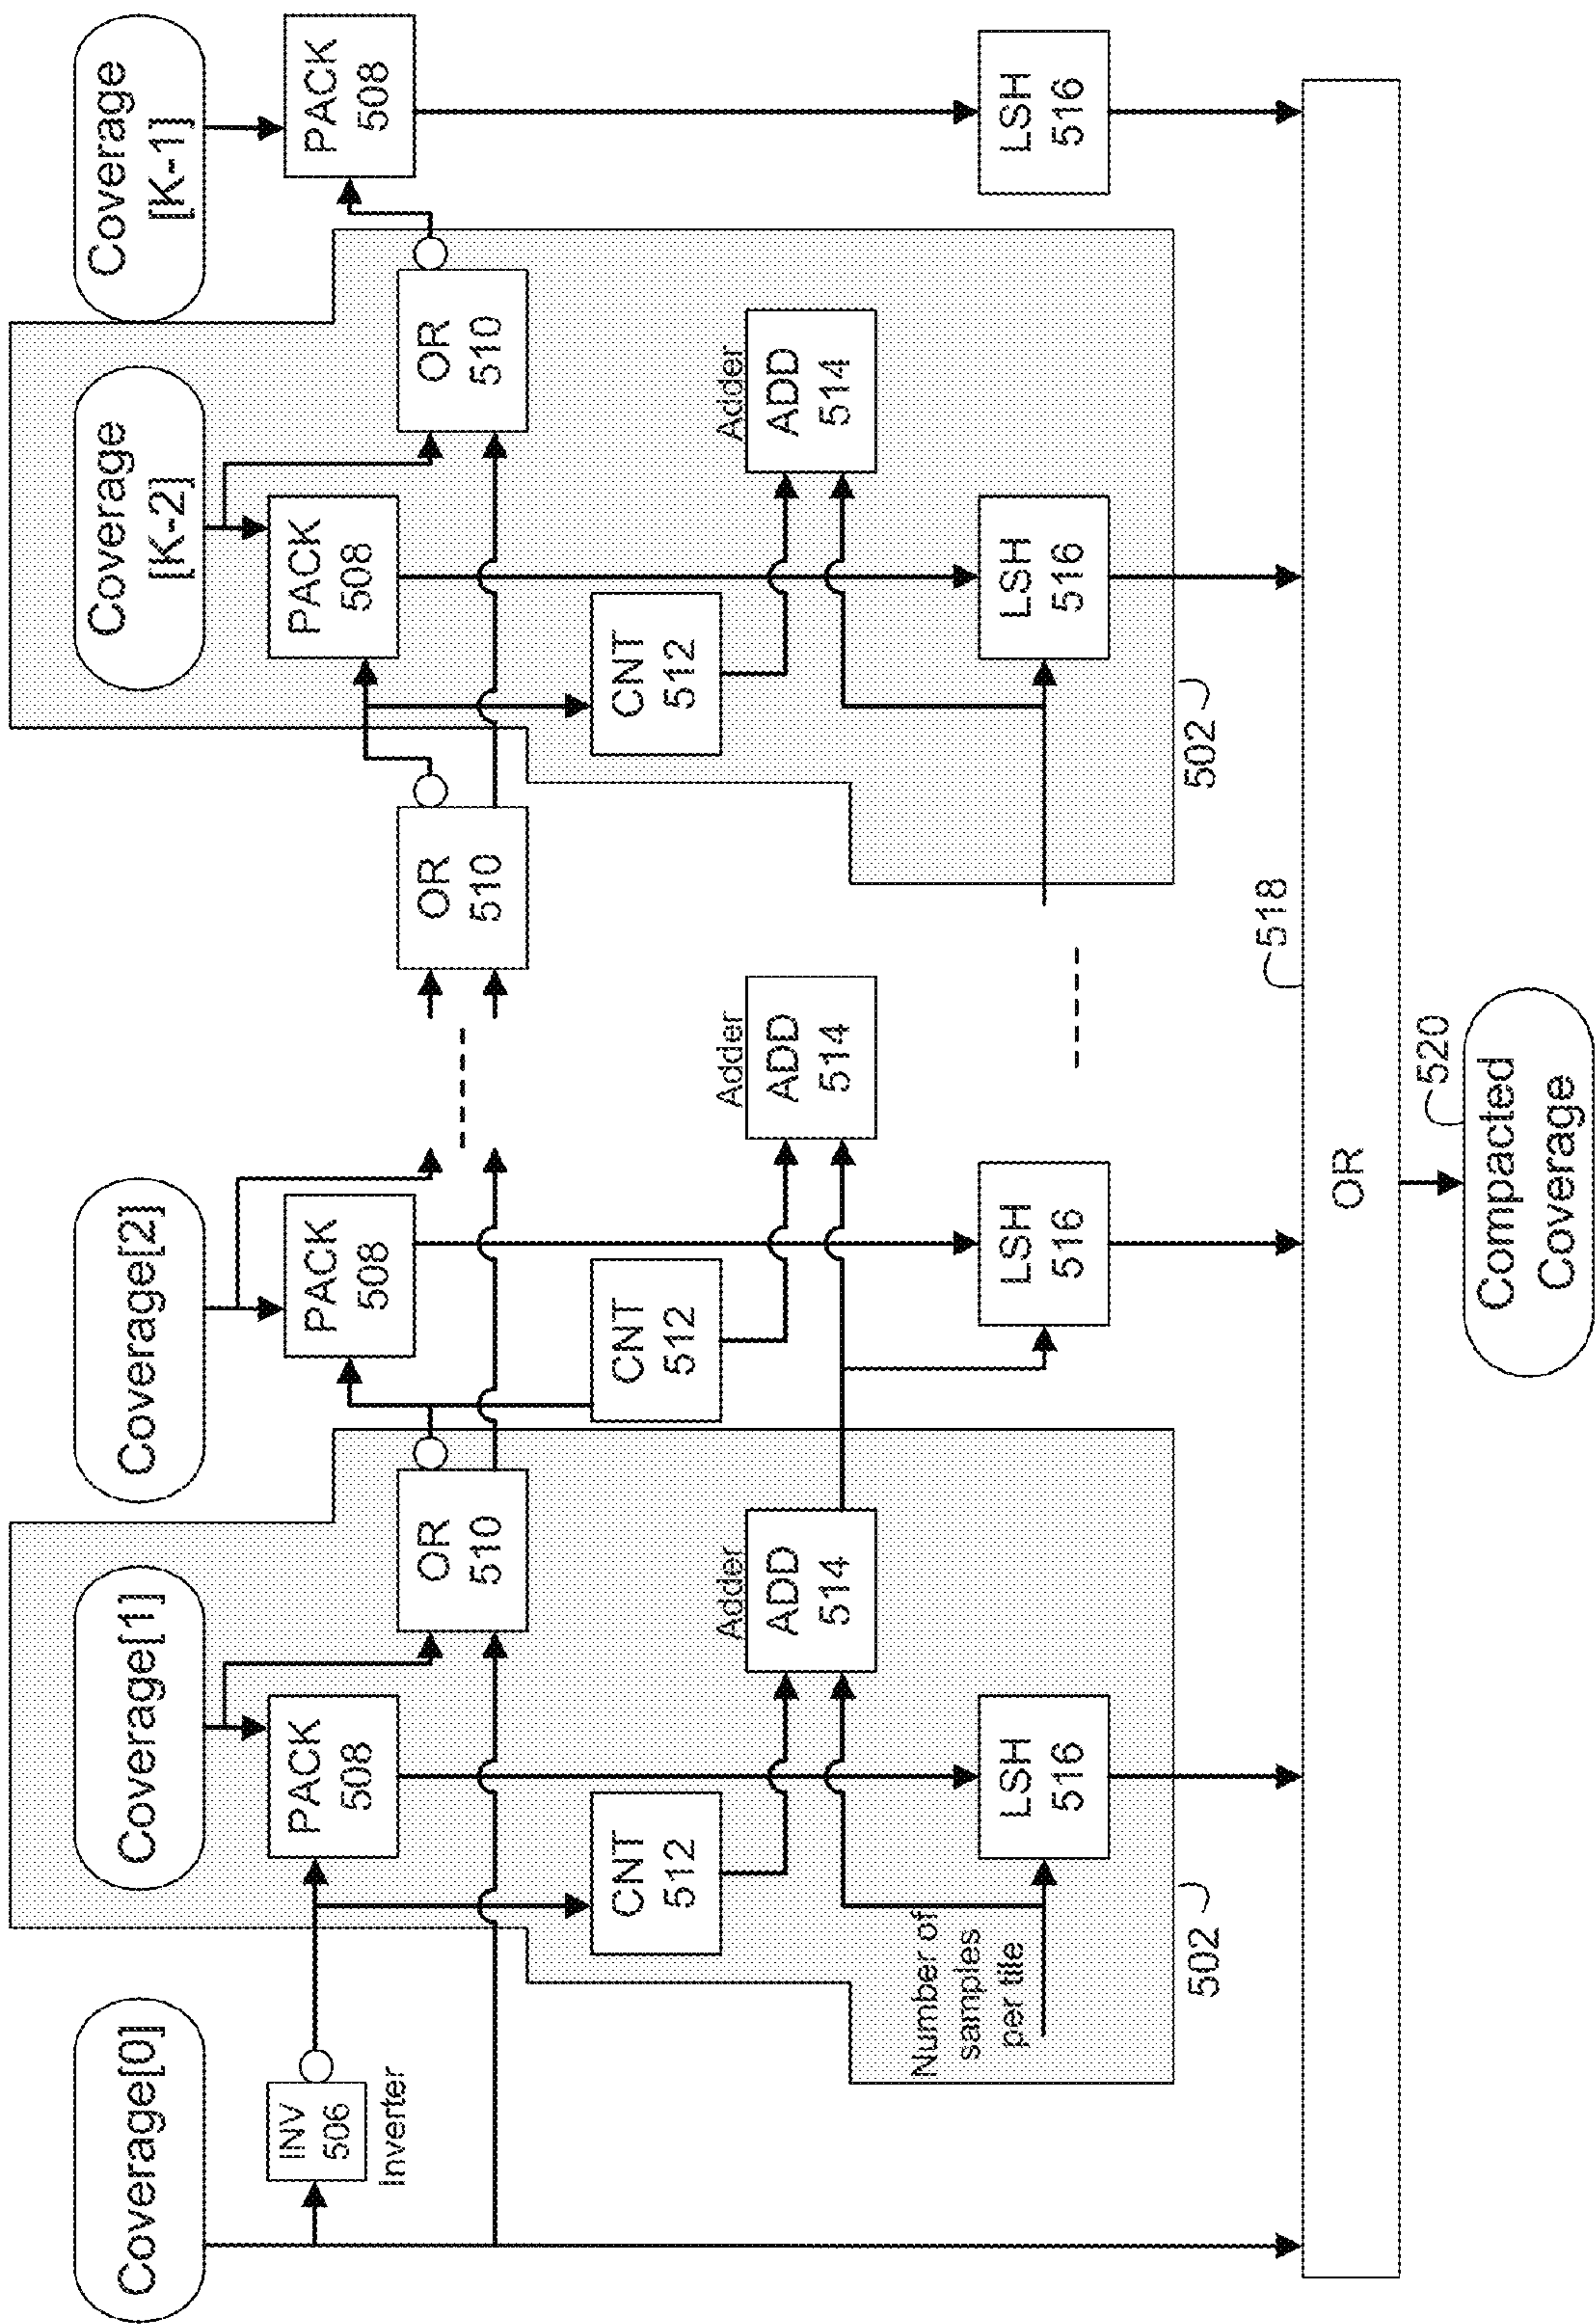 Coverage[0]
Coverage[1]
Coverage[2]
Coverage
[K-2]
Coverage
[K-1]
INV
506
Inverter
PACK
508
PACK
508
PACK
508
PACK
508
OR
510
OR
510
OR
510
CNT
512
CNT
512
CNT
512
Adder
ADD
514
Adder
ADD
514
Adder
ADD
514
Number of
samples
per tile
LSH
516
LSH
516
LSH
516
LSH
516
502
502
518
OR
520
Compacted
Coverage